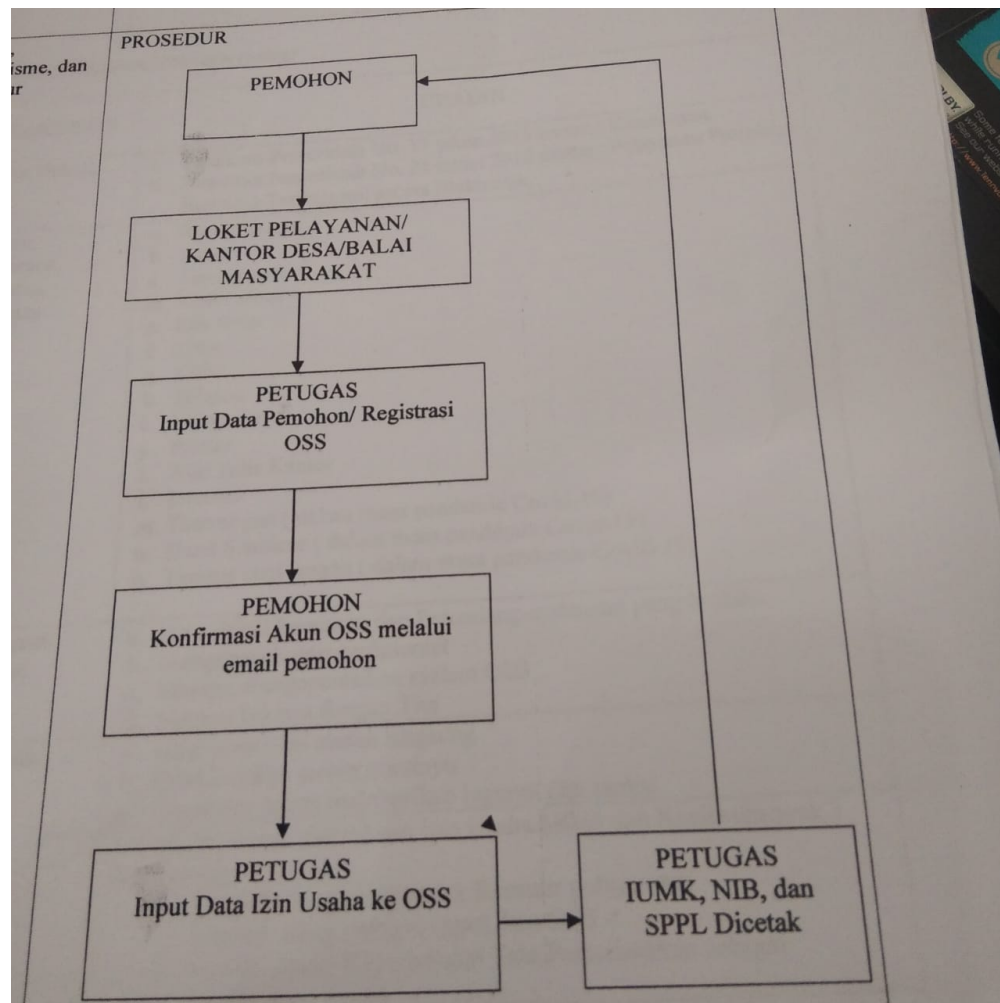 isme, dan
PROSEDUR
PEMOHON
LOKET PELAYANAN/
KANTOR DESA/BALAI
MASYARAKAT
PETUGAS
Input Data Pemohon/ Registrasi
OSS
PEMOHON
Konfirmasi Akun OSS melalui
email pemohon
PETUGAS
Input Data Izin Usaha ke OSS
PETUGAS
IUMK, NIB, dan
SPPL Dicetak